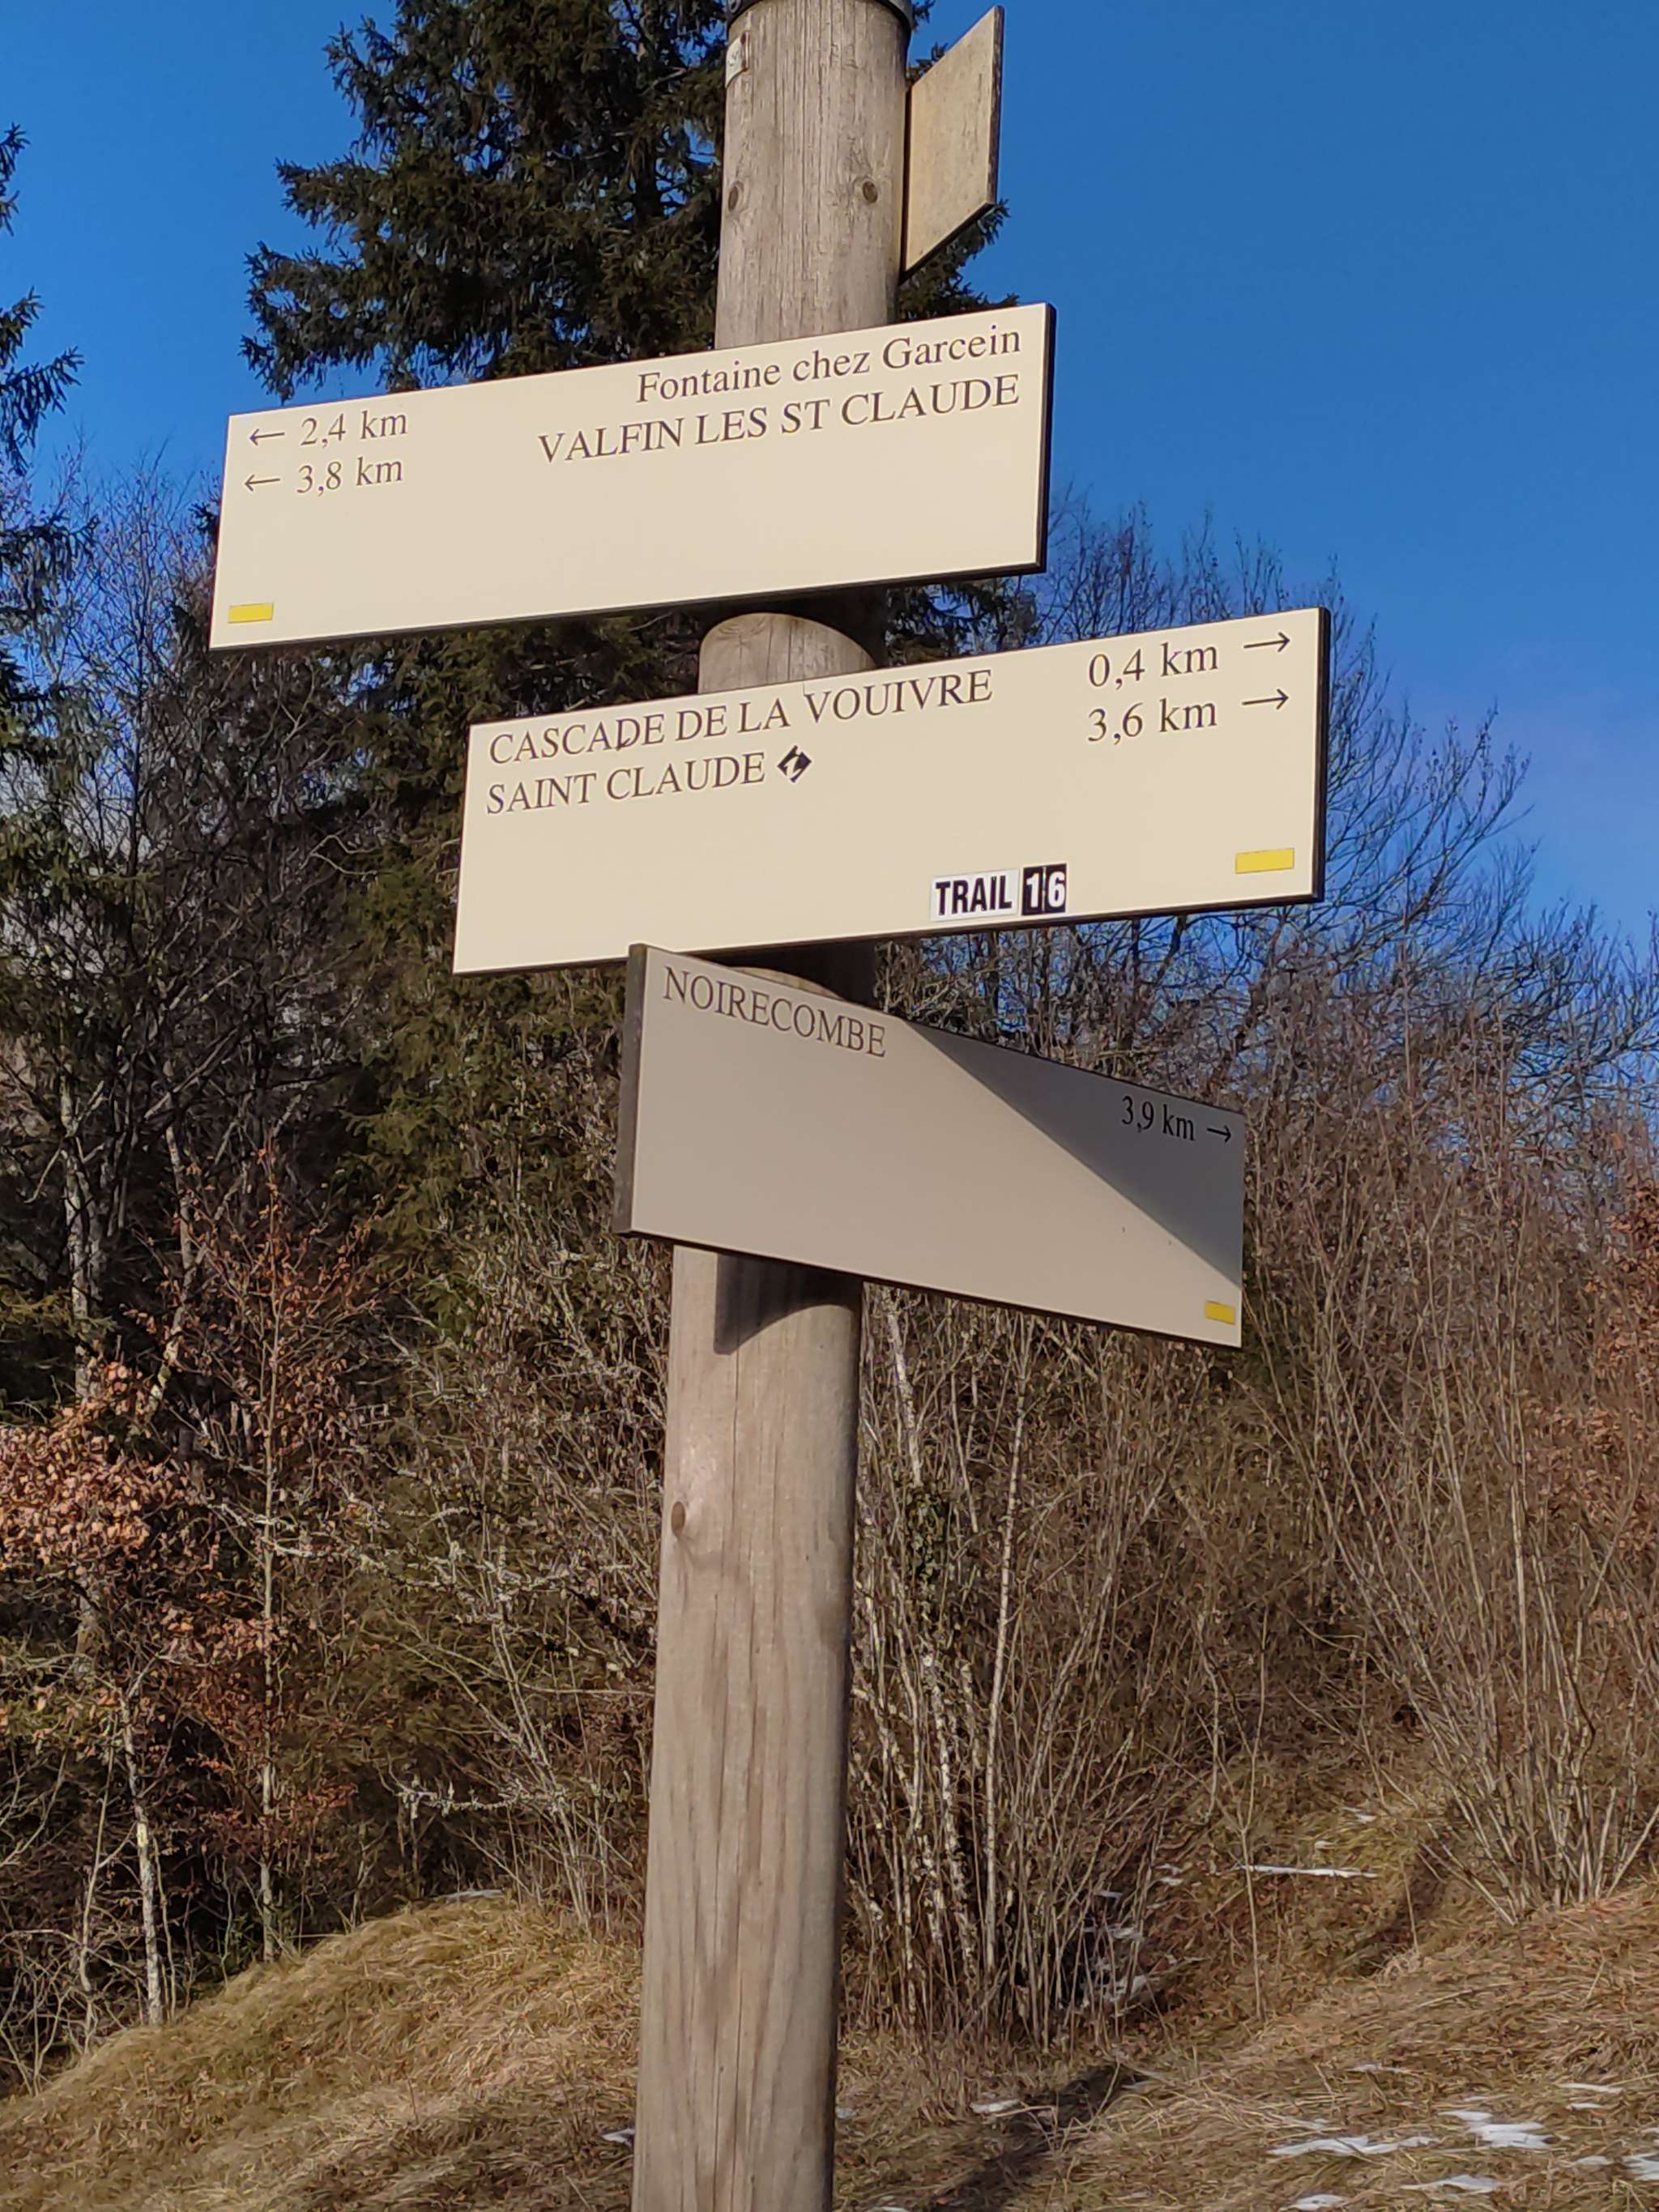 Fontaine chez Garcein
← 2,4 km
VALFIN LES ST CLAUDE
← 3,8 km
CASCADE DE LA VOUIVRE 0,4 km →
SAINT CLAUDE 3,6 km →
TRAIL 16
NOIRECOMBE
3,9 km →